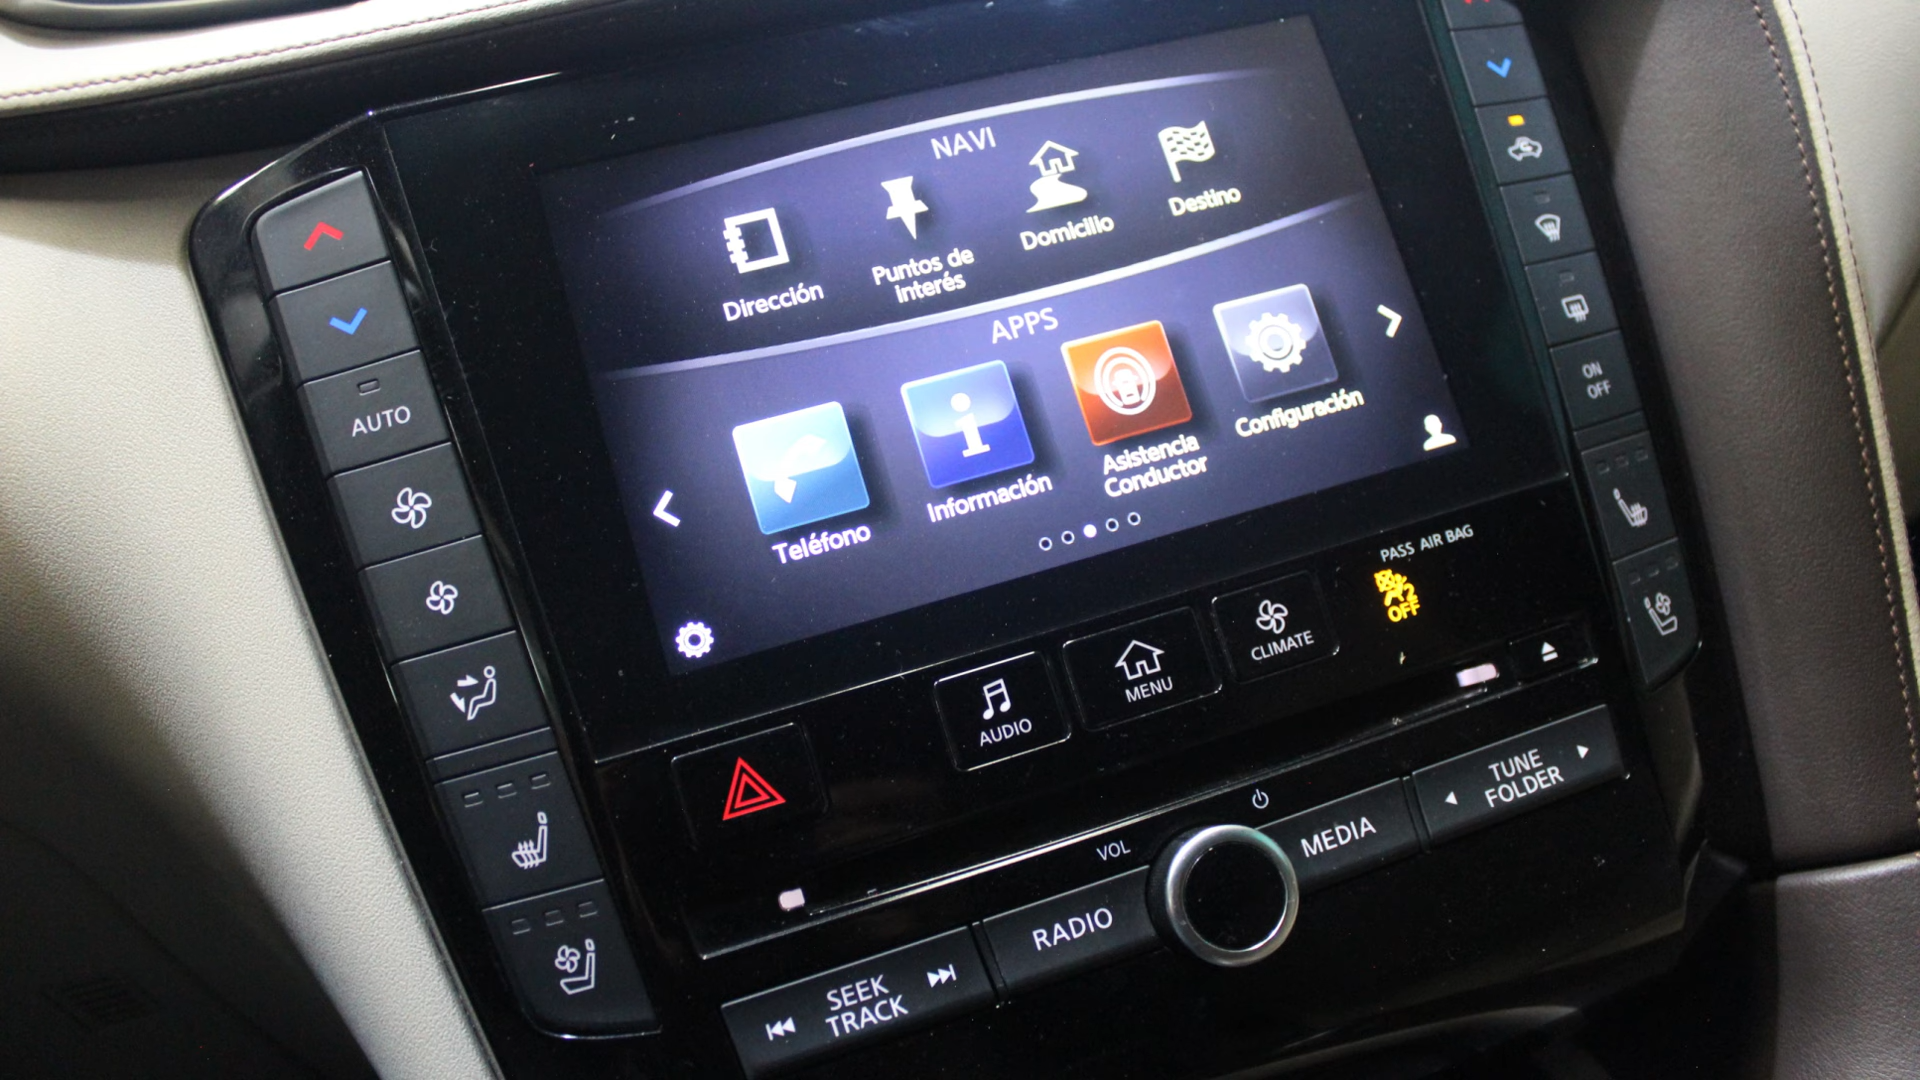 NAVI
Dirección
Puntos de
interés
Domicilio
Destino
APPS
Teléfono
Información
Asistencia
Conductor
Configuración
AUTO
ON
OFF
PASS AIR BAG
OFF
AUDIO
MENU
CLIMATE
VOL
SEEK
TRACK
RADIO
MEDIA
TUNE
FOLDER